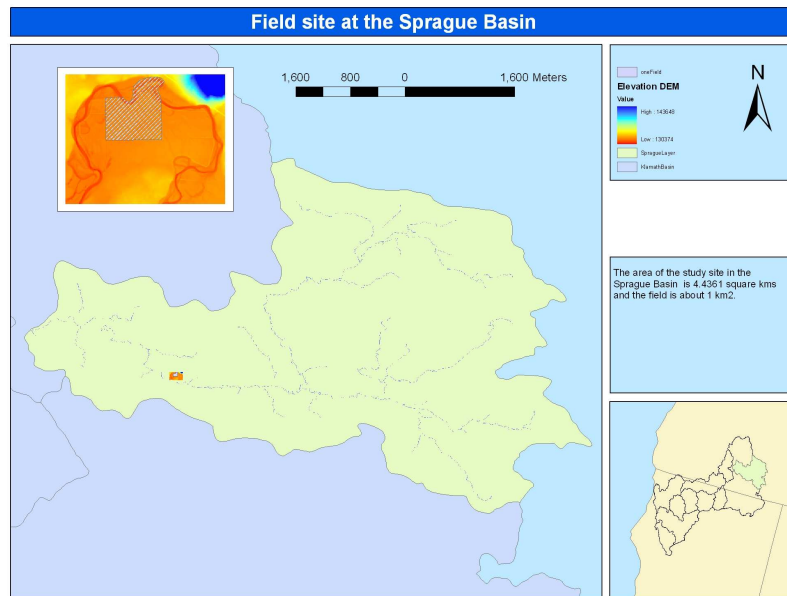 Field site at the Sprague Basin
1,600 800 0 1,600 Meters
oneField
Elevation DEM
Value
High : 143649
Low : 130374
SpragueLayer
KlamathBasin
N
The area of the study site in the
Sprague Basin is 4.4361 square kms
and the field is about 1 km2.